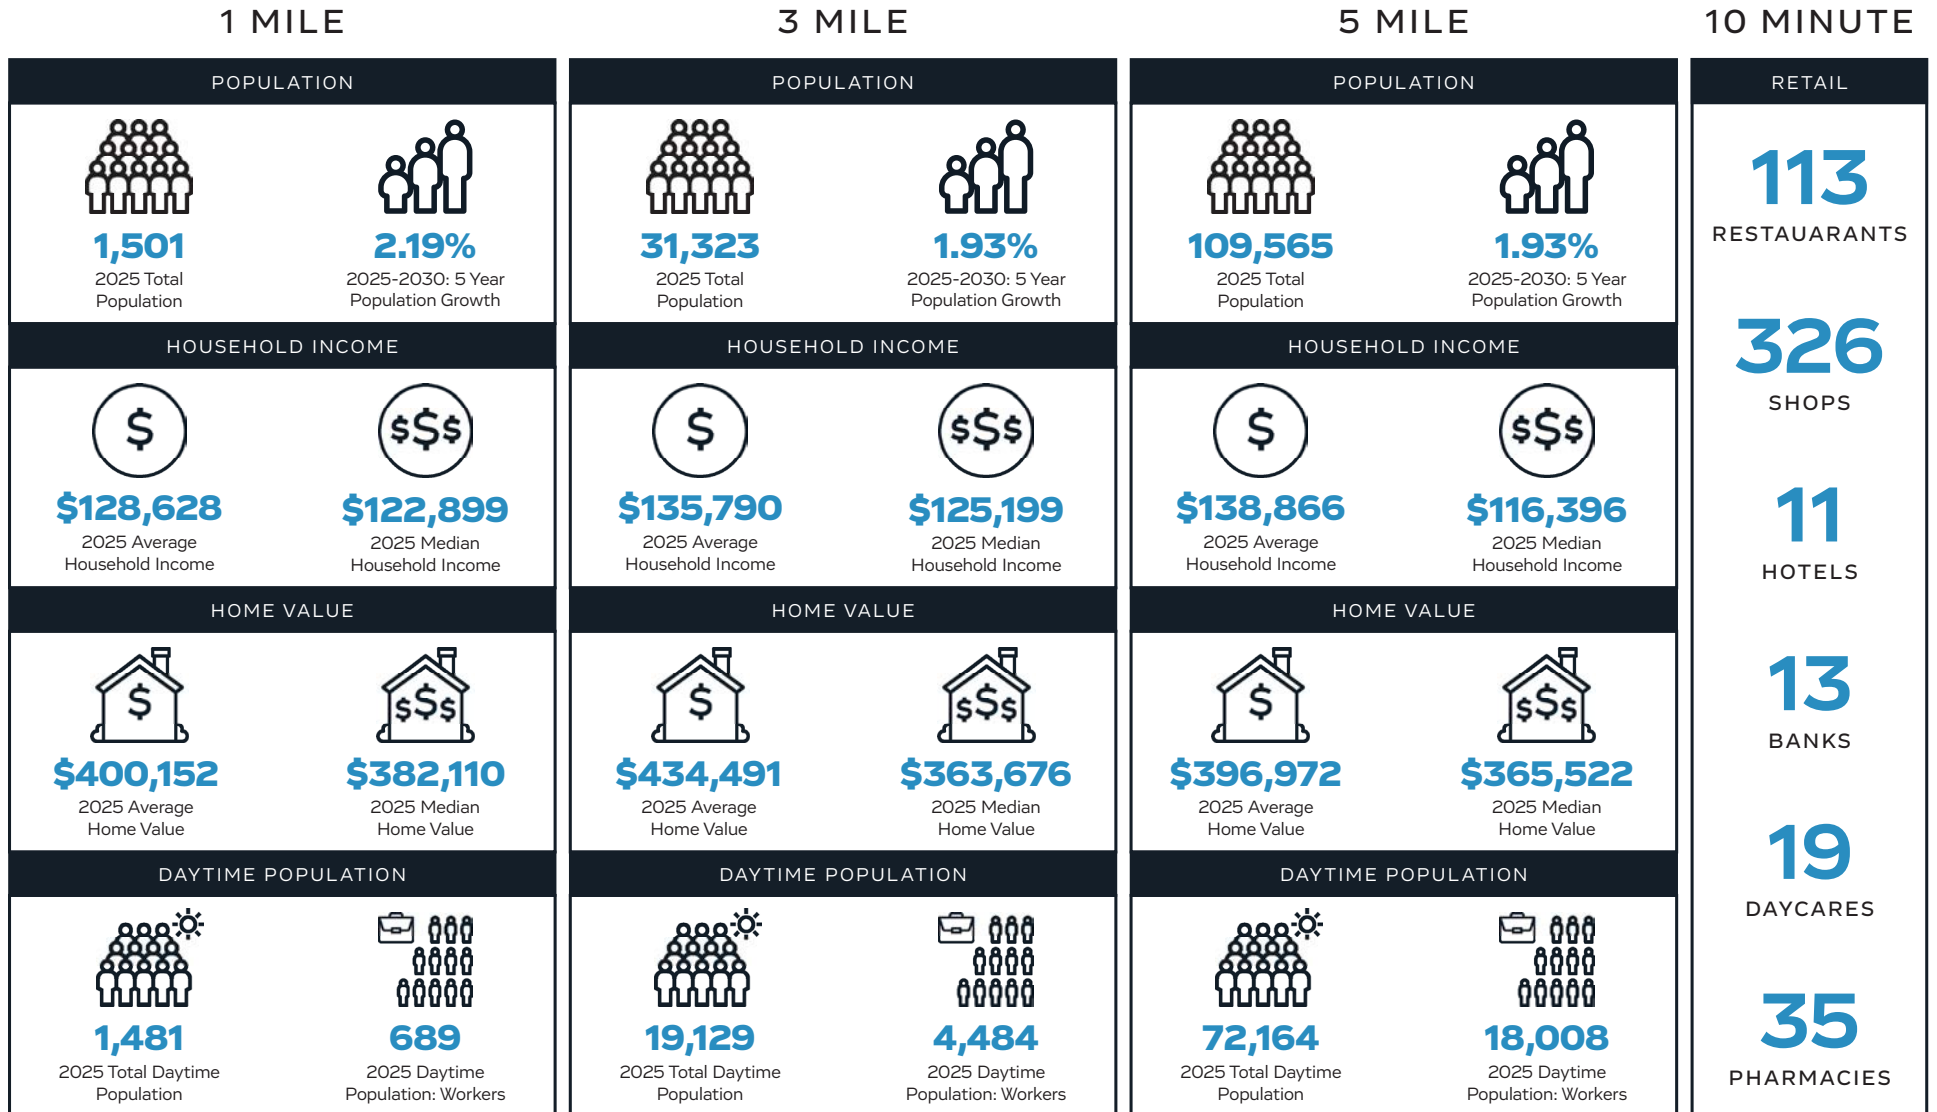 1 MILE
POPULATION
1,501
2025 Total
Population
2.19%
2025-2030: 5 Year
Population Growth
HOUSEHOLD INCOME
$
$128,628
2025 Average
Household Income
$$$
$122,899
2025 Median
Household Income
HOME VALUE
$
$400,152
2025 Average
Home Value
$$$
$382,110
2025 Median
Home Value
DAYTIME POPULATION
1,481
2025 Total Daytime
Population
689
2025 Daytime
Population: Workers
3 MILE
POPULATION
31,323
2025 Total
Population
1.93%
2025-2030: 5 Year
Population Growth
HOUSEHOLD INCOME
$
$135,790
2025 Average
Household Income
$$$
$125,199
2025 Median
Household Income
HOME VALUE
$
$434,491
2025 Average
Home Value
$$$
$363,676
2025 Median
Home Value
DAYTIME POPULATION
19,129
2025 Total Daytime
Population
4,484
2025 Daytime
Population: Workers
5 MILE
POPULATION
109,565
2025 Total
Population
1.93%
2025-2030: 5 Year
Population Growth
HOUSEHOLD INCOME
$
$138,866
2025 Average
Household Income
$$$
$116,396
2025 Median
Household Income
HOME VALUE
$
$396,972
2025 Average
Home Value
$$$
$365,522
2025 Median
Home Value
DAYTIME POPULATION
72,164
2025 Total Daytime
Population
18,008
2025 Daytime
Population: Workers
10 MINUTE
RETAIL
113
RESTAUARANTS
326
SHOPS
11
HOTELS
13
BANKS
19
DAYCARES
35
PHARMACIES